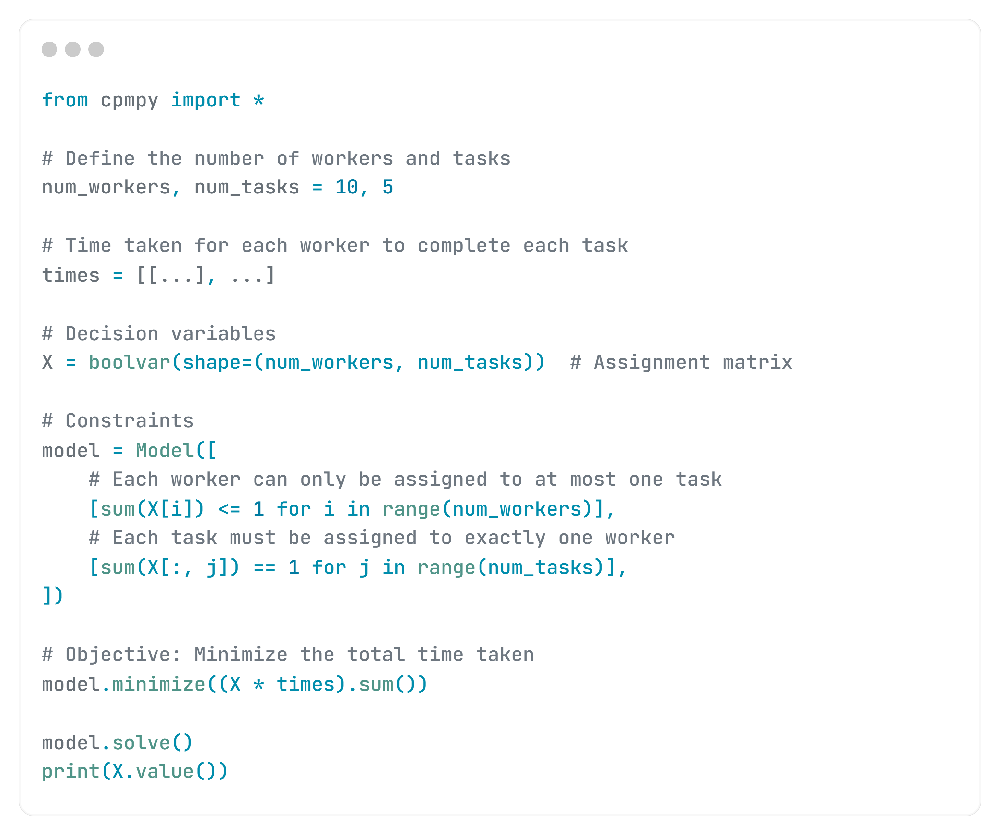 from cpmpy import *
# Define the number of workers and tasks
num_workers, num_tasks = 10, 5
# Time taken for each worker to complete each task
times = [[...], ...]
# Decision variables
X = boolvar(shape=(num_workers, num_tasks))  # Assignment matrix
# Constraints
model = Model([
    # Each worker can only be assigned to at most one task
    [sum(X[i]) <= 1 for i in range(num_workers)],
    # Each task must be assigned to exactly one worker
    [sum(X[:, j]) == 1 for j in range(num_tasks)],
])
# Objective: Minimize the total time taken
model.minimize((X * times).sum())
model.solve()
print(X.value())